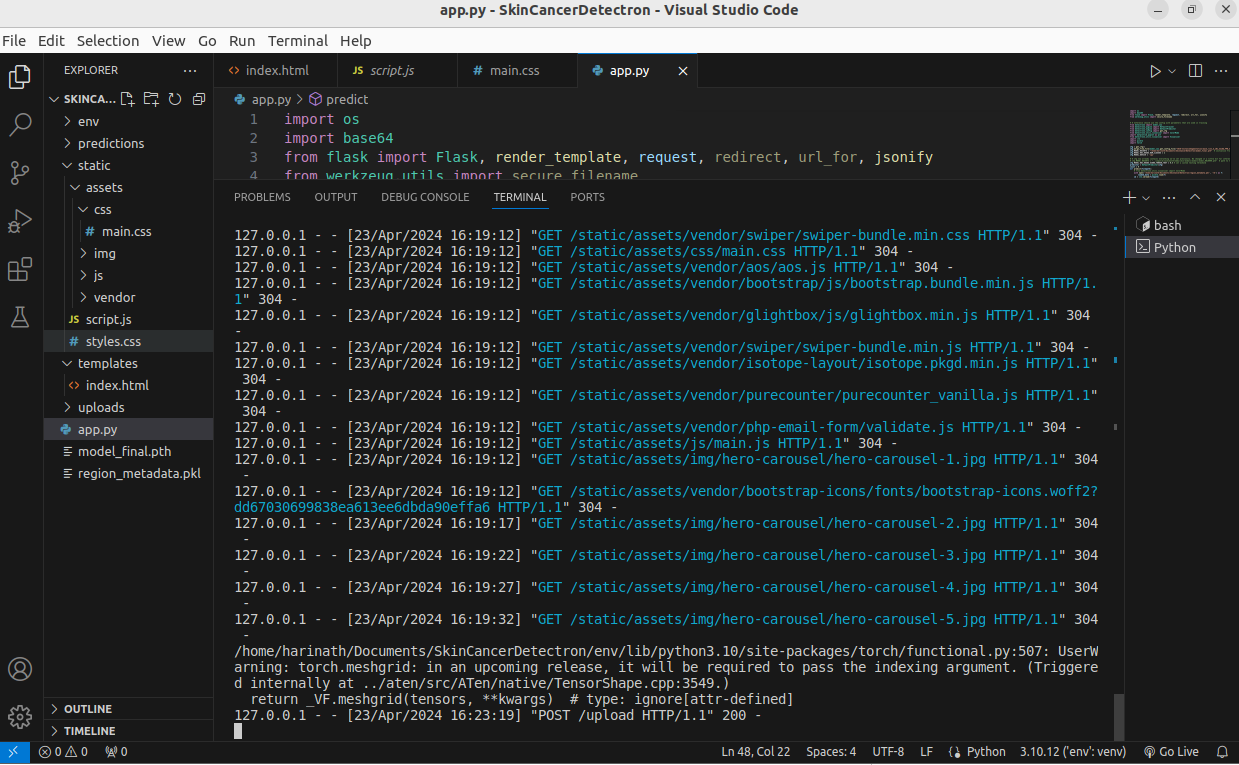 app.py - SkinCancerDetectron - Visual Studio Code
File Edit Selection View Go Run Terminal Help
EXPLORER
index.html
script.js
main.css
app.py
SKINCA...
env
predictions
static
assets
css
main.css
img
js
vendor
script.js
styles.css
templates
index.html
uploads
app.py
model_final.pth
region_metadata.pkl
OUTLINE
TIMELINE
app.py > predict
1 import os
2 import base64
3 from flask import Flask, render_template, request, redirect, url_for, jsonify
4 from werkzeug.utils import secure_filename
PROBLEMS OUTPUT DEBUG CONSOLE TERMINAL PORTS
bash
Python
127.0.0.1 - - [23/Apr/2024 16:19:12] "GET /static/assets/vendor/swiper/swiper-bundle.min.css HTTP/1.1" 304 -
127.0.0.1 - - [23/Apr/2024 16:19:12] "GET /static/assets/css/main.css HTTP/1.1" 304 -
127.0.0.1 - - [23/Apr/2024 16:19:12] "GET /static/assets/vendor/aos/aos.js HTTP/1.1" 304 -
127.0.0.1 - - [23/Apr/2024 16:19:12] "GET /static/assets/vendor/bootstrap/js/bootstrap.bundle.min.js HTTP/1.
1" 304 -
127.0.0.1 - - [23/Apr/2024 16:19:12] "GET /static/assets/vendor/glightbox/js/glightbox.min.js HTTP/1.1" 304
-
127.0.0.1 - - [23/Apr/2024 16:19:12] "GET /static/assets/vendor/swiper/swiper-bundle.min.js HTTP/1.1" 304 -
127.0.0.1 - - [23/Apr/2024 16:19:12] "GET /static/assets/vendor/isotope-layout/isotope.pkgd.min.js HTTP/1.1"
304 -
127.0.0.1 - - [23/Apr/2024 16:19:12] "GET /static/assets/vendor/purecounter/purecounter_vanilla.js HTTP/1.1"
304 -
127.0.0.1 - - [23/Apr/2024 16:19:12] "GET /static/assets/vendor/php-email-form/validate.js HTTP/1.1" 304 -
127.0.0.1 - - [23/Apr/2024 16:19:12] "GET /static/assets/js/main.js HTTP/1.1" 304 -
127.0.0.1 - - [23/Apr/2024 16:19:12] "GET /static/assets/img/hero-carousel/hero-carousel-1.jpg HTTP/1.1" 304
-
127.0.0.1 - - [23/Apr/2024 16:19:12] "GET /static/assets/vendor/bootstrap-icons/fonts/bootstrap-icons.woff2?
dd67030699838ea613ee6dbda90effa6 HTTP/1.1" 304 -
127.0.0.1 - - [23/Apr/2024 16:19:17] "GET /static/assets/img/hero-carousel/hero-carousel-2.jpg HTTP/1.1" 304
-
127.0.0.1 - - [23/Apr/2024 16:19:22] "GET /static/assets/img/hero-carousel/hero-carousel-3.jpg HTTP/1.1" 304
-
127.0.0.1 - - [23/Apr/2024 16:19:27] "GET /static/assets/img/hero-carousel/hero-carousel-4.jpg HTTP/1.1" 304
-
127.0.0.1 - - [23/Apr/2024 16:19:32] "GET /static/assets/img/hero-carousel/hero-carousel-5.jpg HTTP/1.1" 304
-
/home/harinath/Documents/SkinCancerDetectron/env/lib/python3.10/site-packages/torch/functional.py:507: UserW
arning: torch.meshgrid: in an upcoming release, it will be required to pass the indexing argument. (Triggere
d internally at ../aten/src/ATen/native/TensorShape.cpp:3549.)
return _VF.meshgrid(tensors, **kwargs) # type: ignore[attr-defined]
127.0.0.1 - - [23/Apr/2024 16:23:19] "POST /upload HTTP/1.1" 200 -
0 0 0 Ln 48, Col 22 Spaces: 4 UTF-8 LF Python 3.10.12 ('env': venv) Go Live